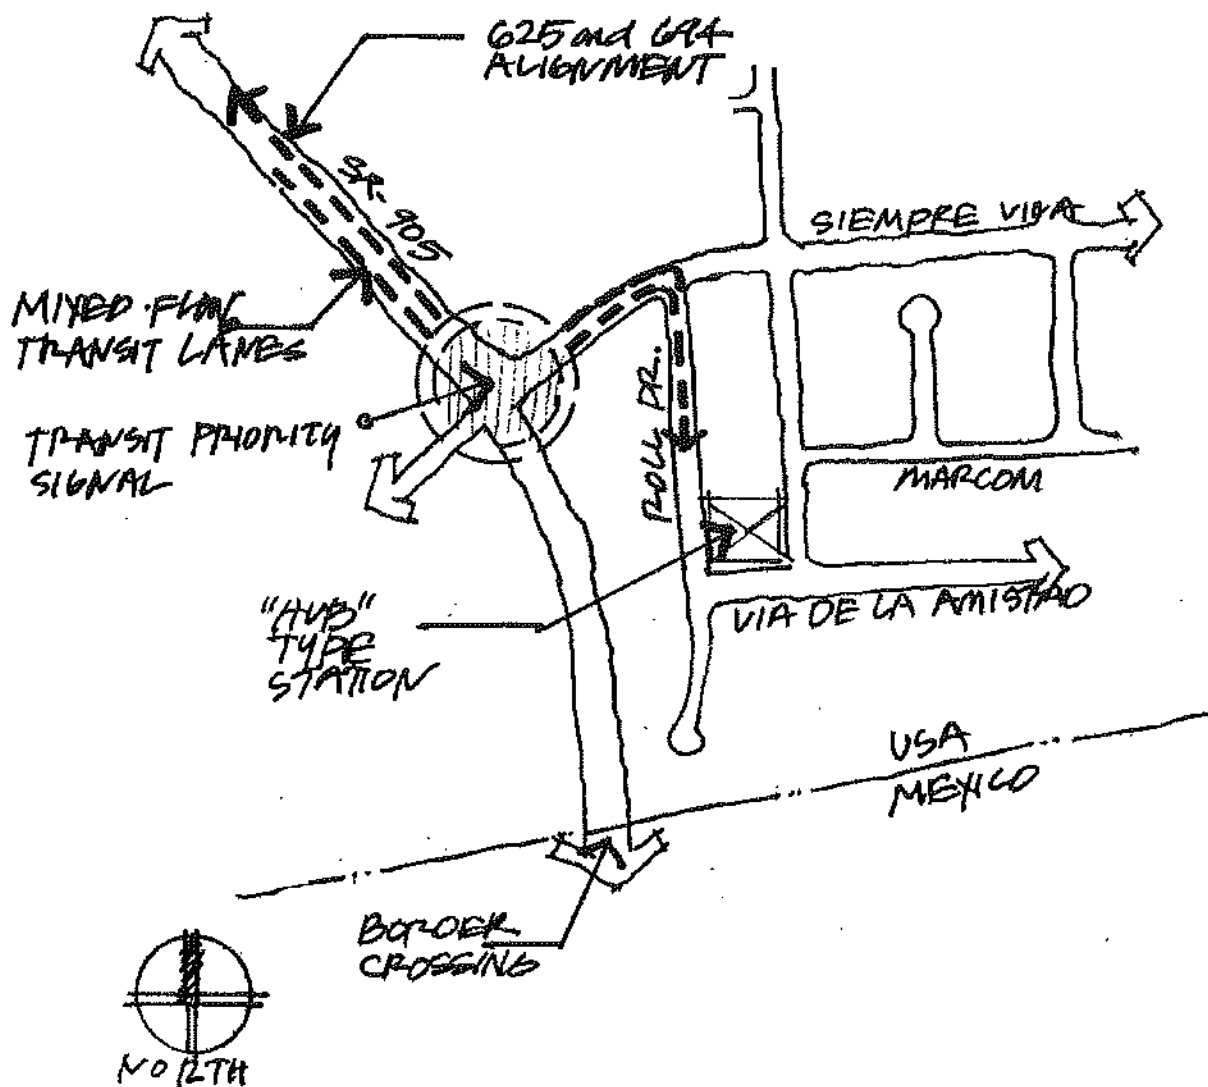 625 and 694
ALIGNMENT
SR-905
SIEMPRE VIVA
MIXED-FLOW
TRANSIT LANES
TRANSIT PRIORITY
SIGNAL
ROLL DR.
MARCOM
"HUB"
TYPE
STATION
VIA DE LA AMISTAD
USA
MEXICO
BORDER
CROSSING
NORTH